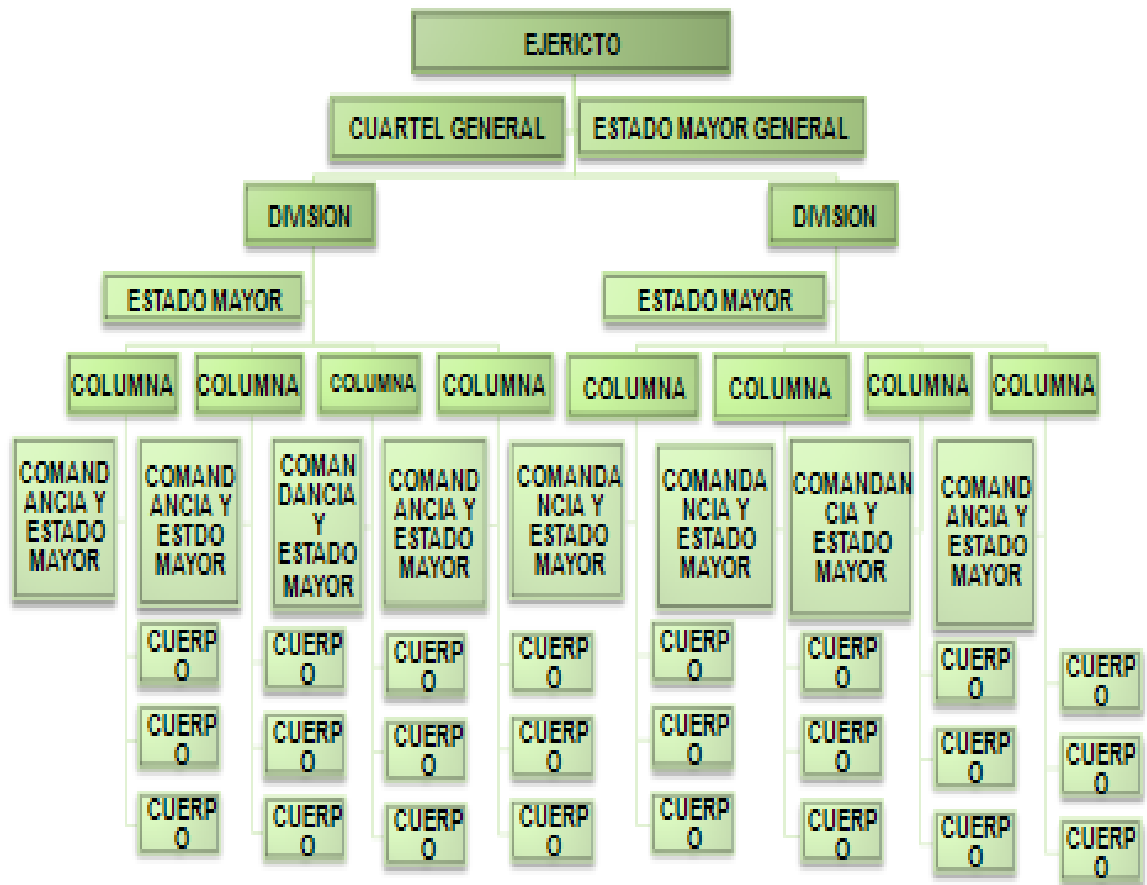 EJERICTO
CUARTEL GENERAL
ESTADO MAYOR GENERAL
DIVISION
DIVISION
ESTADO MAYOR
ESTADO MAYOR
COLUMNA
COLUMNA
COLUMNA
COLUMNA
COLUMNA
COLUMNA
COLUMNA
COLUMNA
COMAND
ANCIA Y
ESTADO
MAYOR
COMAND
ANCIA Y
ESTDO
MAYOR
COMAN
DANCIA
Y
ESTADO
MAYOR
COMAND
ANCIA Y
ESTADO
MAYOR
COMANDA
NCIA Y
ESTADO
MAYOR
COMANDA
NCIA Y
ESTADO
MAYOR
COMANDAN
CIA Y
ESTADO
MAYOR
COMAND
ANCIA Y
ESTADO
MAYOR
CUERP
O
CUERP
O
CUERP
O
CUERP
O
CUERP
O
CUERP
O
CUERP
O
CUERP
O
CUERP
O
CUERP
O
CUERP
O
CUERP
O
CUERP
O
CUERP
O
CUERP
O
CUERP
O
CUERP
O
CUERP
O
CUERP
O
CUERP
O
CUERP
O
CUERP
O
CUERP
O
CUERP
O